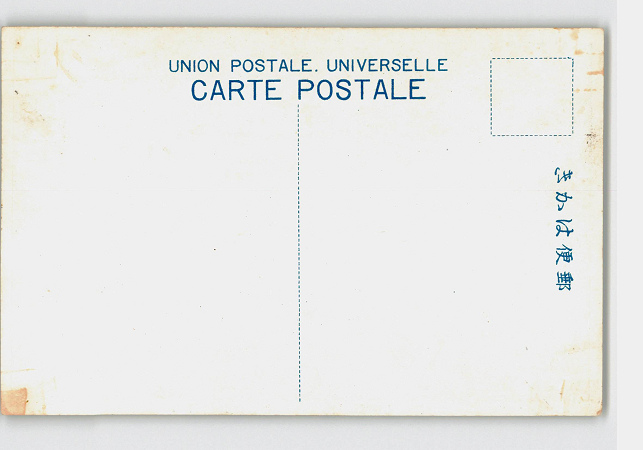 UNION POSTALE. UNIVERSELLE
CARTE POSTALE
郵便はかき